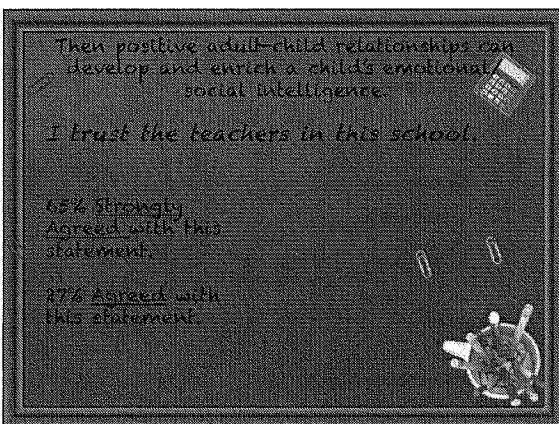 Then positive adult-child relationships can
develop and enrich a child's emotional
social intelligence.
I trust the teachers in this school.
65% Strongly
Agreed with this
statement.
27% Agreed with
this statement.